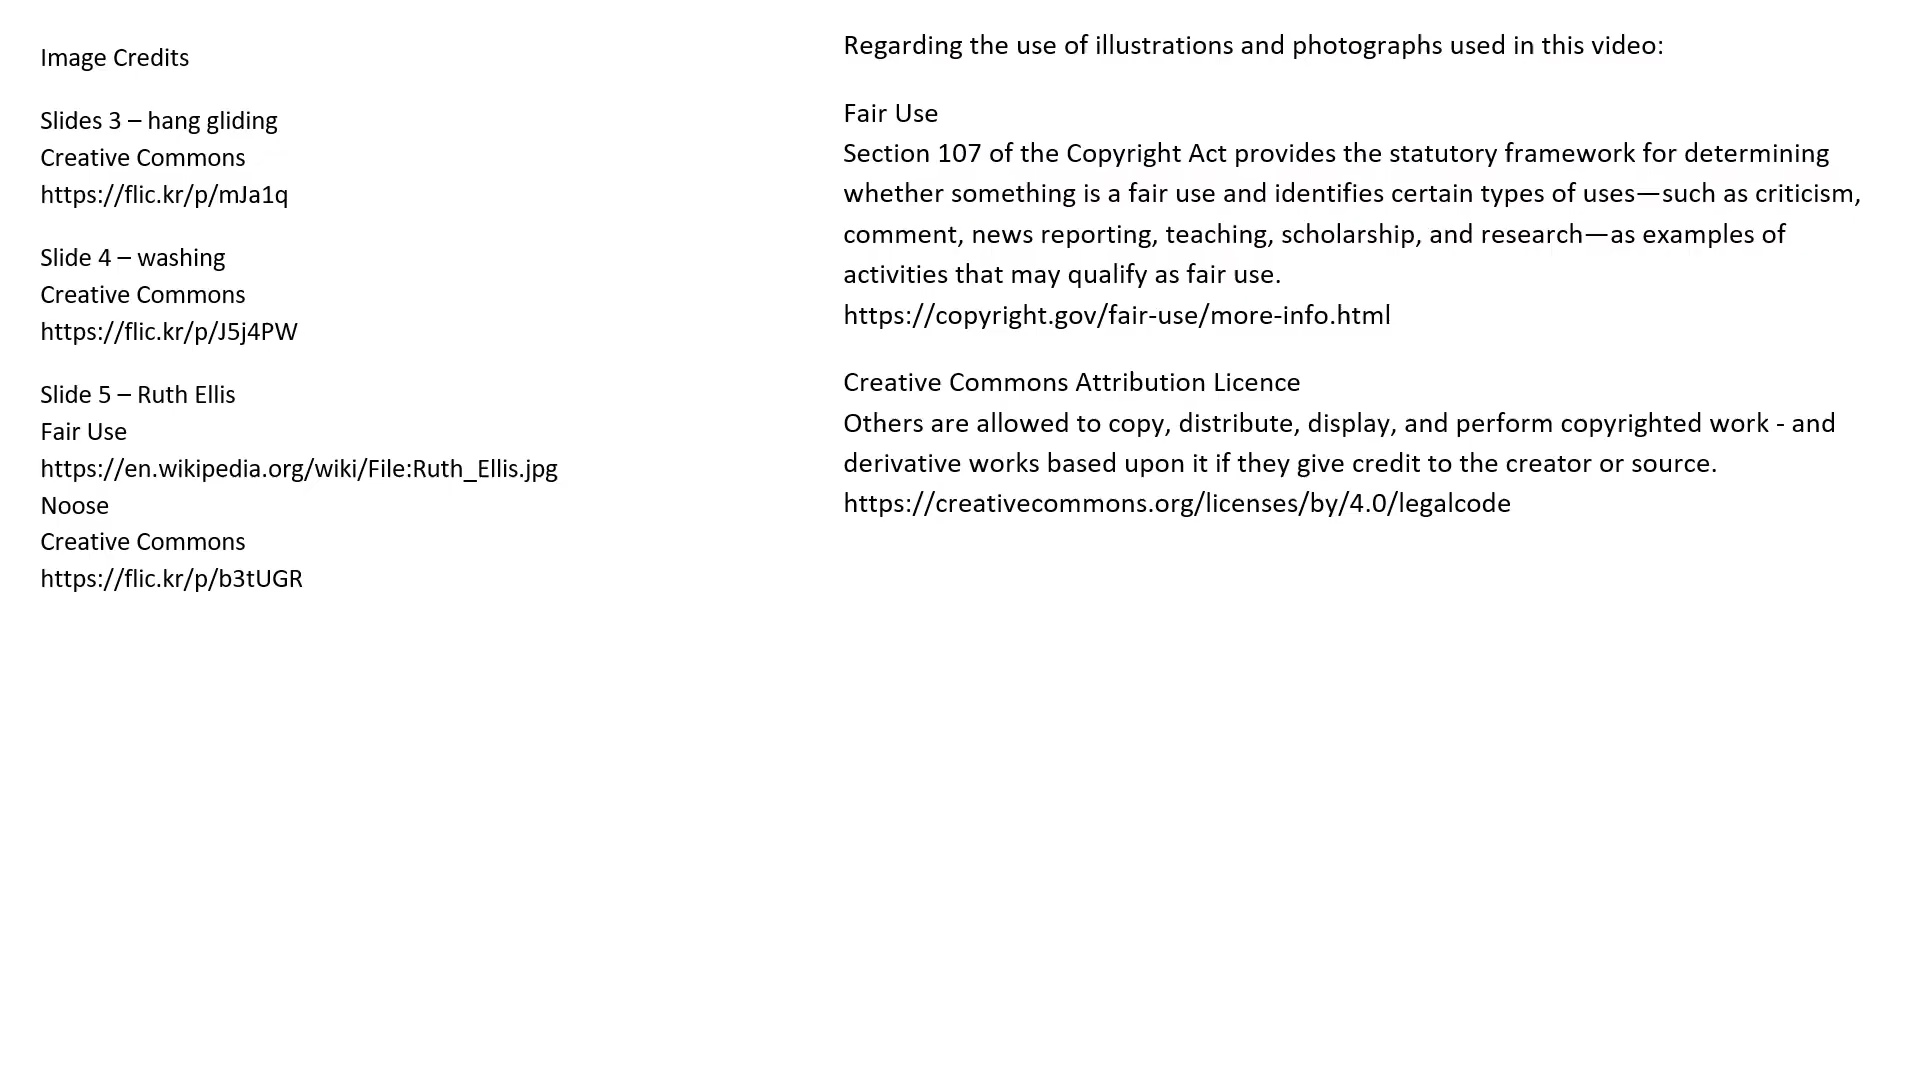 Image Credits
Slides 3 – hang gliding
Creative Commons
https://flic.kr/p/mJa1q
Slide 4 – washing
Creative Commons
https://flic.kr/p/J5j4PW
Slide 5 – Ruth Ellis
Fair Use
https://en.wikipedia.org/wiki/File:Ruth_Ellis.jpg
Noose
Creative Commons
https://flic.kr/p/b3tUGR
Regarding the use of illustrations and photographs used in this video:
Fair Use
Section 107 of the Copyright Act provides the statutory framework for determining
whether something is a fair use and identifies certain types of uses—such as criticism,
comment, news reporting, teaching, scholarship, and research—as examples of
activities that may qualify as fair use.
https://copyright.gov/fair-use/more-info.html
Creative Commons Attribution Licence
Others are allowed to copy, distribute, display, and perform copyrighted work - and
derivative works based upon it if they give credit to the creator or source.
https://creativecommons.org/licenses/by/4.0/legalcode